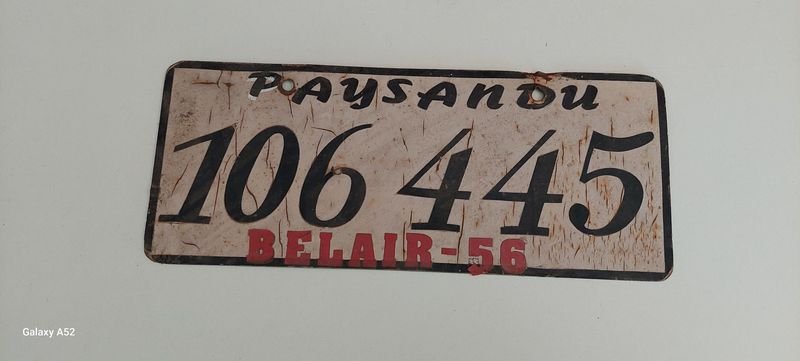 PAYSANDU
106 445
BELAIR-56
Galaxy A52